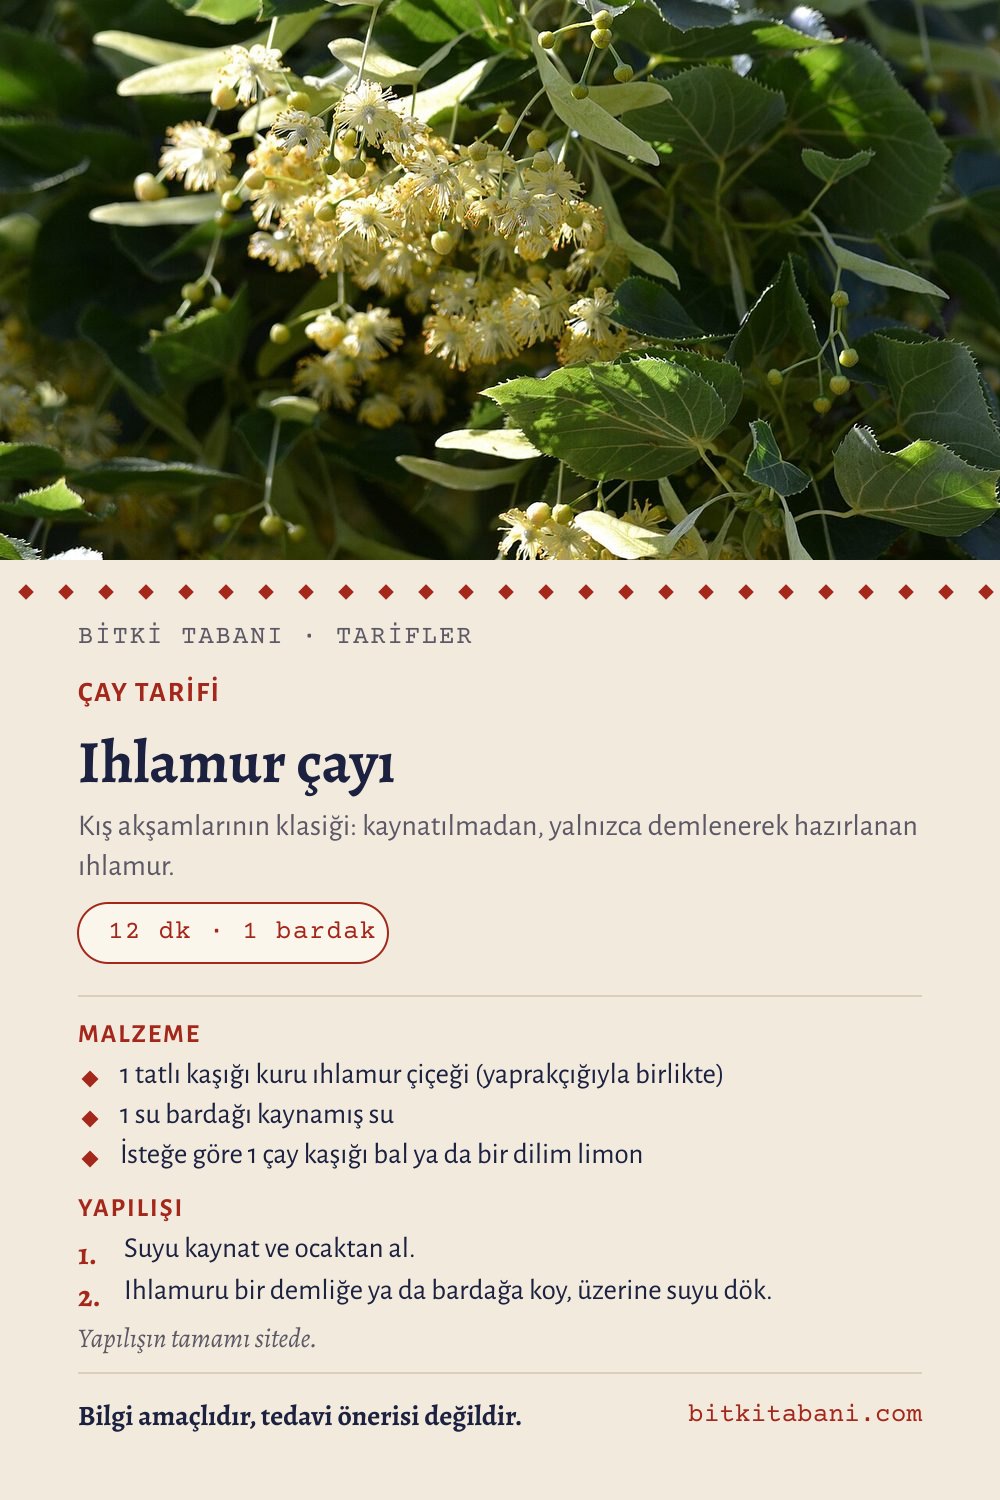 BİTKİ TABANI · TARİFLER
ÇAY TARİFİ
Ihlamur çayı
Kış akşamlarının klasiği: kaynatılmadan, yalnızca demlenerek hazırlanan
ıhlamur.
12 dk · 1 bardak
MALZEME
◆ 1 tatlı kaşığı kuru ıhlamur çiçeği (yaprakçığıyla birlikte)
◆ 1 su bardağı kaynamış su
◆ İsteğe göre 1 çay kaşığı bal ya da bir dilim limon
YAPILIŞI
1. Suyu kaynat ve ocaktan al.
2. Ihlamuru bir demliğe ya da bardağa koy, üzerine suyu dök.
Yapılışın tamamı sitede.
Bilgi amaçlıdır, tedavi önerisi değildir. bitkitabani.com